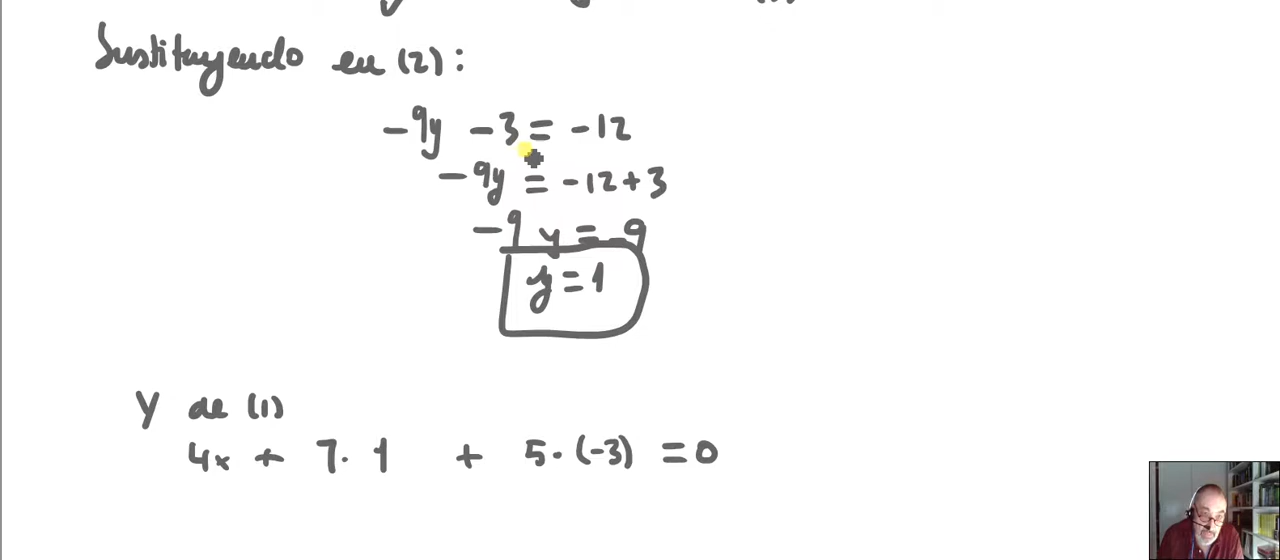 Sustituyendo en (2):
-9y -3 = -12
-9y = -12+3
-9y = -9
y = 1
Y de (1)
4x + 7·1 + 5·(-3) = 0